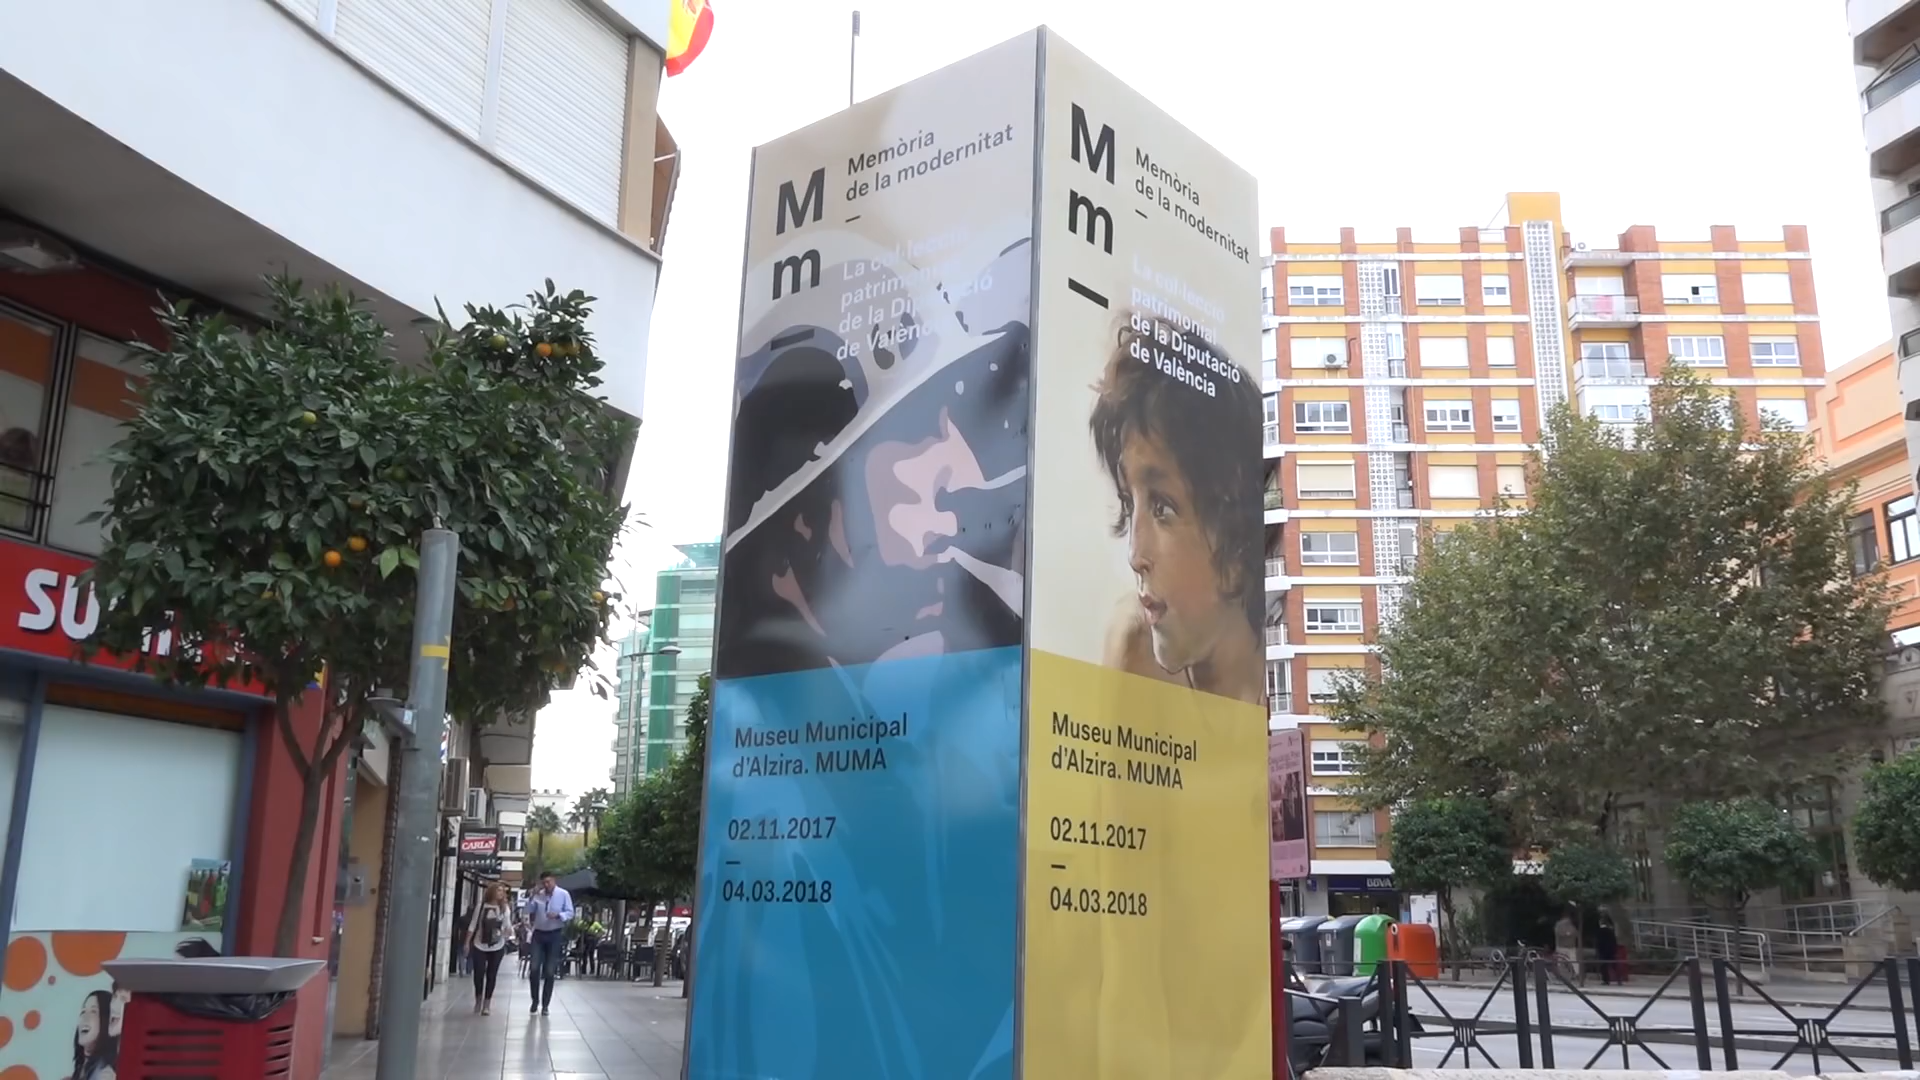 M
m
Memòria
de la modernitat
La col·lecció
patrimonial
de la Diputació
de València
Museu Municipal
d'Alzira. MUMA
02.11.2017
04.03.2018
M
m
Memòria
de la modernitat
La col·lecció
patrimonial
de la Diputació
de València
Museu Municipal
d'Alzira. MUMA
02.11.2017
04.03.2018
CARLIN
BBVA